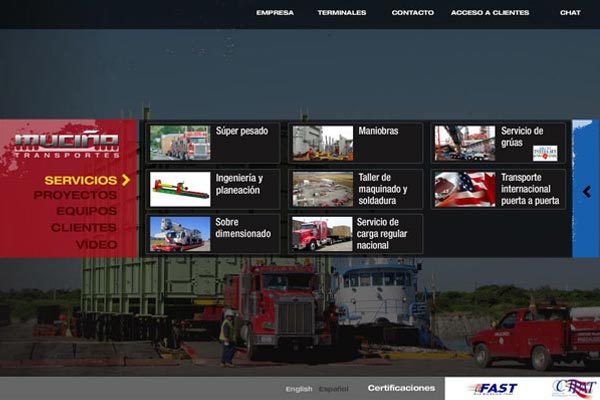 EMPRESA TERMINALES CONTACTO ACCESO A CLIENTES CHAT
muciño
TRANSPORTES
SERVICIOS
PROYECTOS
EQUIPOS
CLIENTES
VIDEO
Súper pesado
Maniobras
Servicio de
grúas
Ingeniería y
planeación
Taller de
maquinado y
soldadura
Transporte
internacional
puerta a puerta
Sobre
dimensionado
Servicio de
carga regular
nacional
English Español Certificaciones
FAST